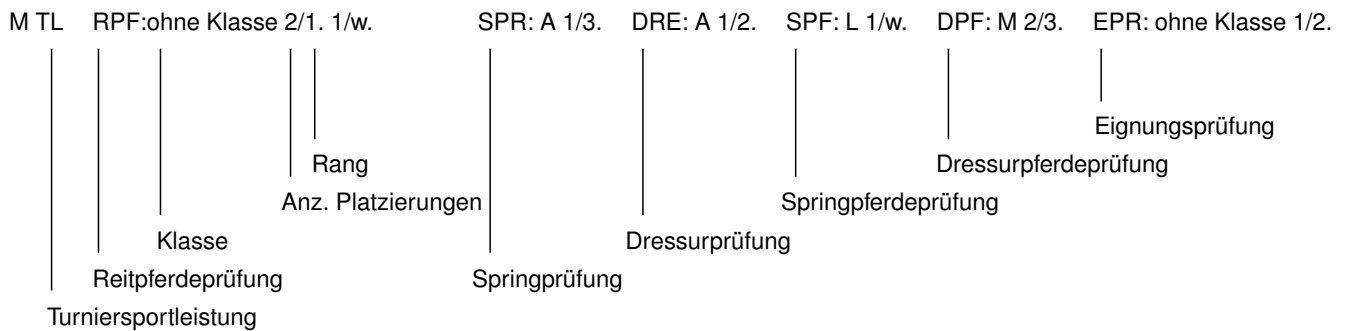 M TL RPF:ohne Klasse 2/1. 1/w. SPR: A 1/3. DRE: A 1/2. SPF: L 1/w. DPF: M 2/3. EPR: ohne Klasse 1/2.
Eignungsprüfung
Rang Dressurpferdeprüfung
Anz. Platzierungen Springpferdeprüfung
Klasse Dressurprüfung
Reitpferdeprüfung Springprüfung
Turniersportleistung